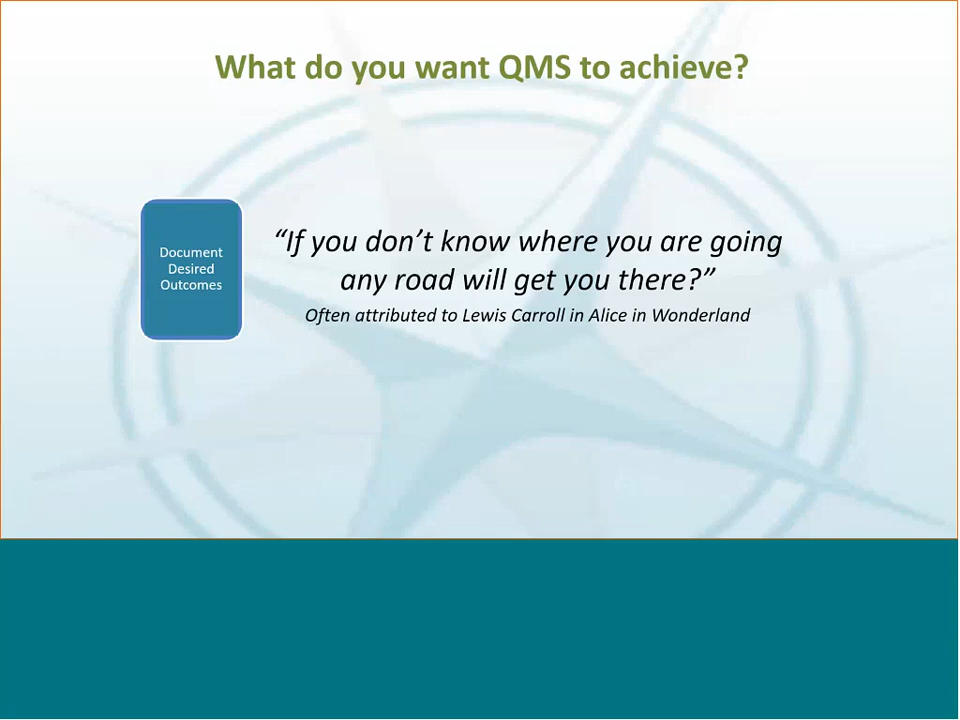 What do you want QMS to achieve?
Document
Desired
Outcomes
“If you don’t know where you are going
any road will get you there?”
Often attributed to Lewis Carroll in Alice in Wonderland